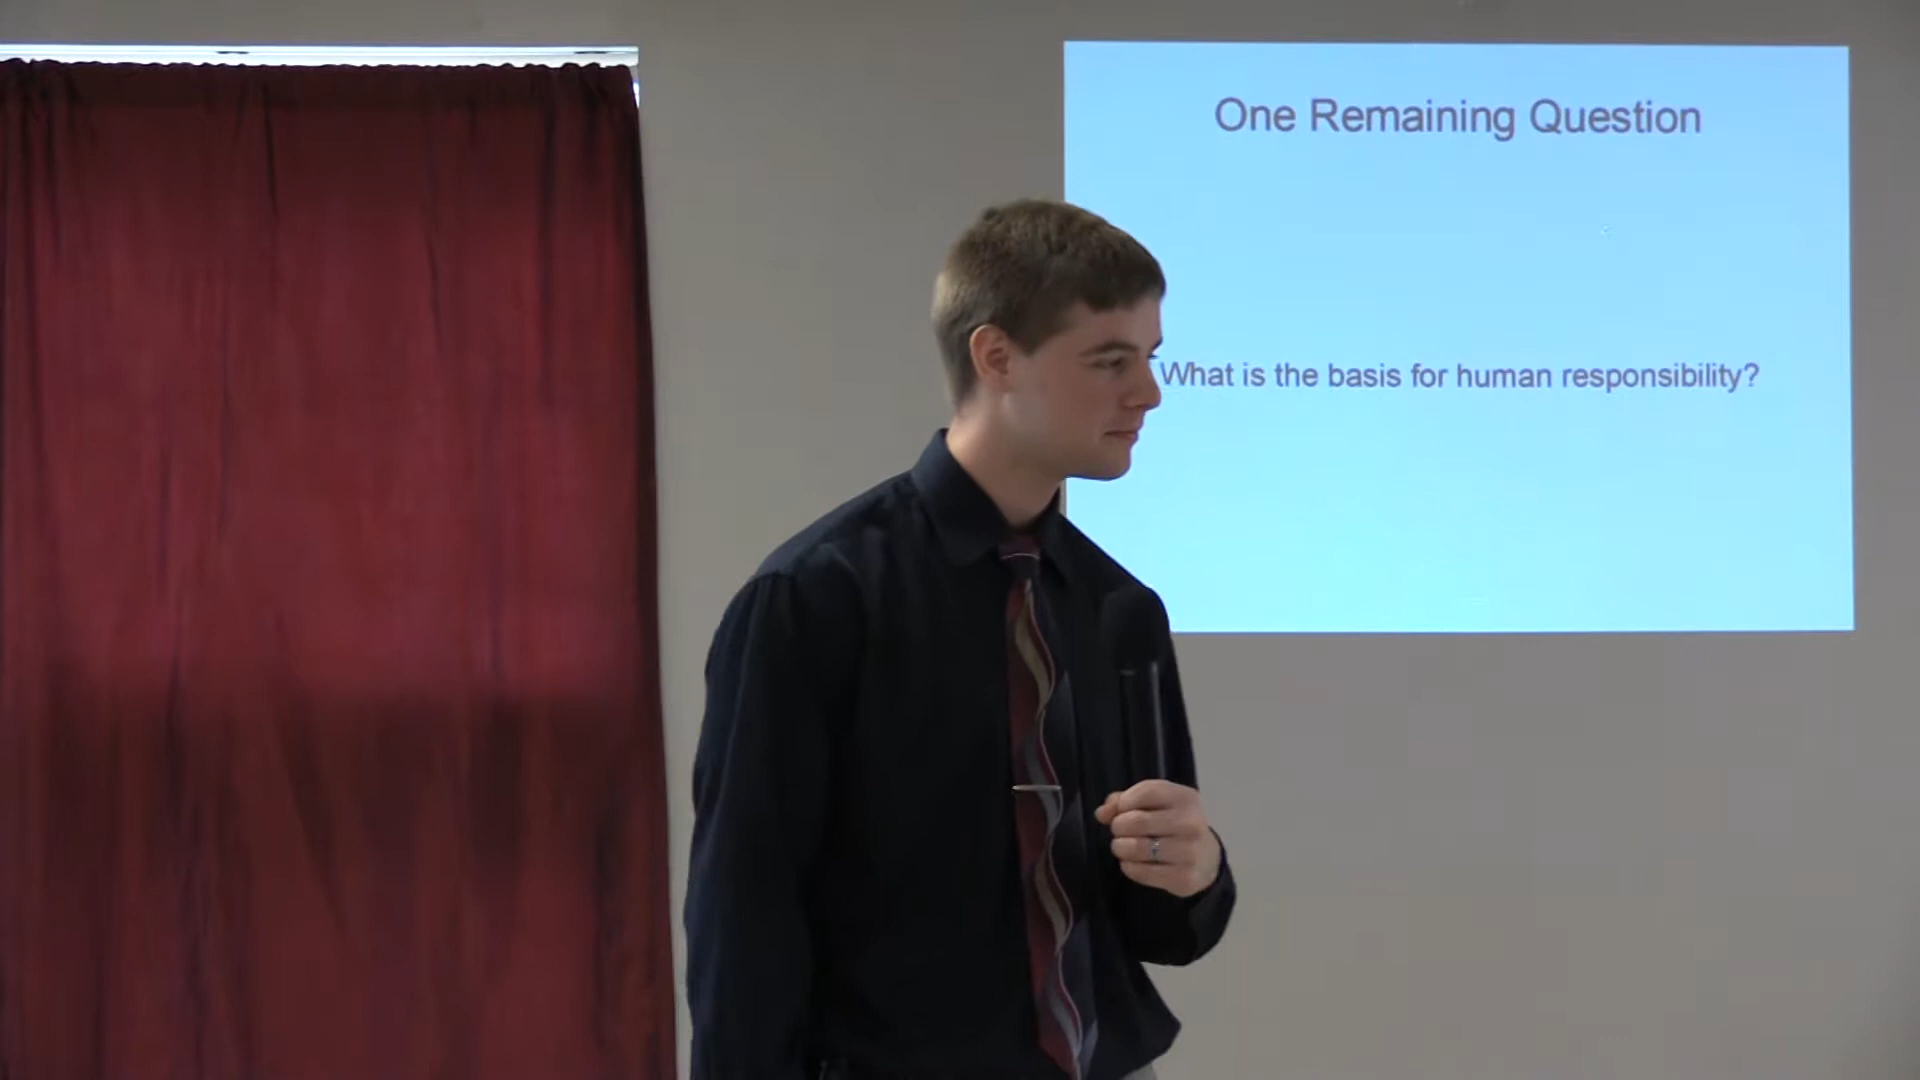 One Remaining Question
What is the basis for human responsibility?